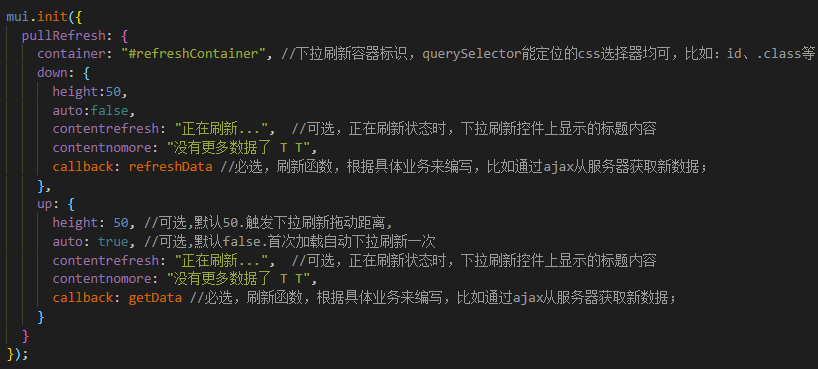 mui.init({
pullRefresh: {
container: "#refreshContainer", //下拉刷新容器标识，querySelector能定位的css选择器均可，比如：id、.class等
down: {
height:50,
auto:false,
contentrefresh: "正在刷新...", //可选，正在刷新状态时，下拉刷新控件上显示的标题内容
contentnomore: "没有更多数据了 T T",
callback: refreshData //必选，刷新函数，根据具体业务来编写，比如通过ajax从服务器获取新数据；
},
up: {
height: 50, //可选,默认50.触发下拉刷新拖动距离,
auto: true, //可选,默认false.首次加载自动下拉刷新一次
contentrefresh: "正在刷新...", //可选，正在刷新状态时，下拉刷新控件上显示的标题内容
contentnomore: "没有更多数据了 T T",
callback: getData //必选，刷新函数，根据具体业务来编写，比如通过ajax从服务器获取新数据；
}
}
});